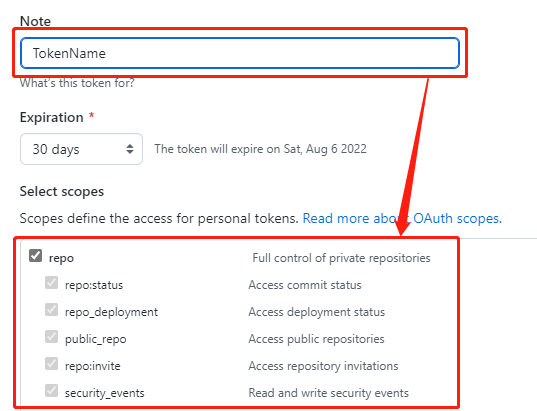 Note
TokenName
What's this token for?
Expiration *
30 days The token will expire on Sat, Aug 6 2022
Select scopes
Scopes define the access for personal tokens. Read more about OAuth scopes.
repo Full control of private repositories
repo:status Access commit status
repo_deployment Access deployment status
public_repo Access public repositories
repo:invite Access repository invitations
security_events Read and write security events